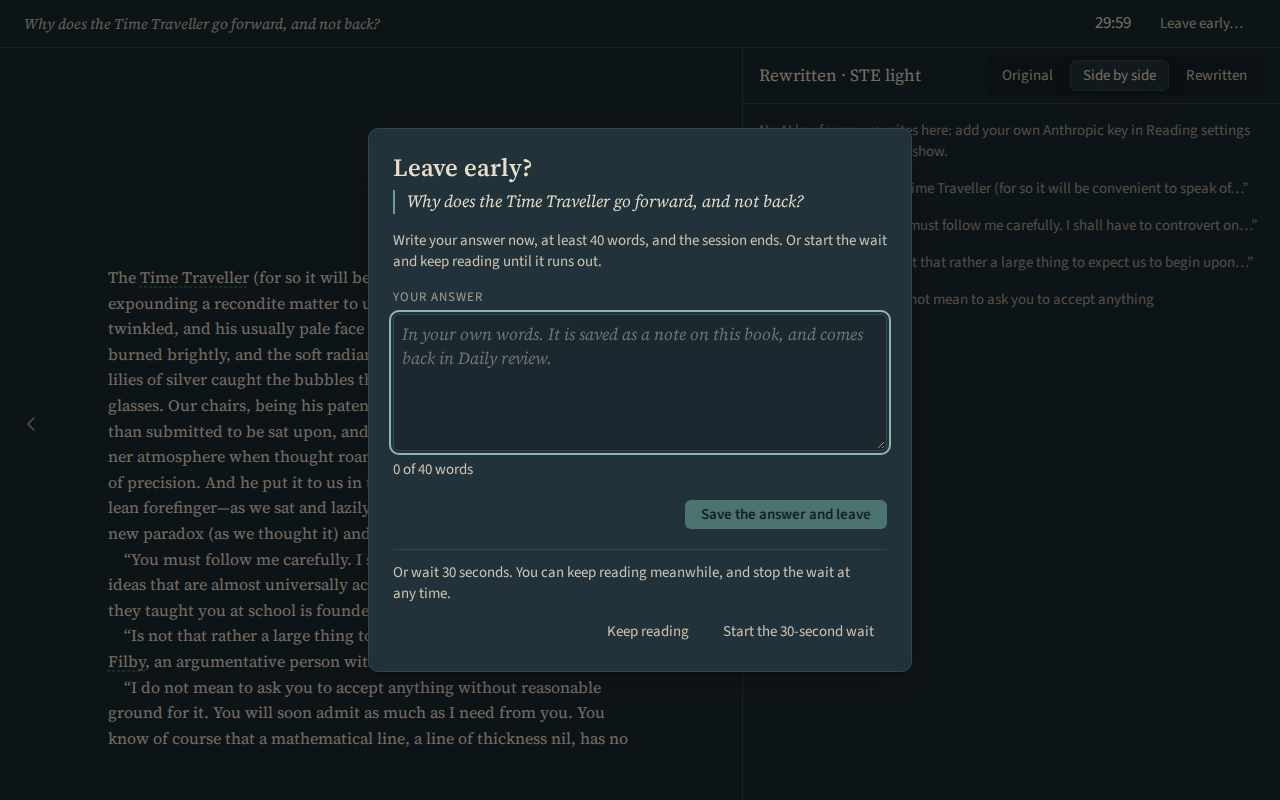 Why does the Time Traveller go forward, and not back?
29:59
Leave early…
Rewritten · STE light
Original
Side by side
Rewritten
here: add your own Anthropic key in Reading settings
show.
Traveller (for so it will be convenient to speak of…”
must follow me carefully. I shall have to controvert on…”
that rather a large thing to expect us to begin upon…”
not mean to ask you to accept anything
Leave early?
Why does the Time Traveller go forward, and not back?
Write your answer now, at least 40 words, and the session ends. Or start the wait
and keep reading until it runs out.
YOUR ANSWER
In your own words. It is saved as a note on this book, and comes
back in Daily review.
0 of 40 words
Save the answer and leave
Or wait 30 seconds. You can keep reading meanwhile, and stop the wait at
any time.
Keep reading
Start the 30-second wait
The Time Traveller (for so it will be
expounding a recondite matter to
twinkled, and his usually pale face
burned brightly, and the soft
lilies of silver caught the bubbles
glasses. Our chairs, being his
than submitted to be sat upon, and
ner atmosphere when thought
of precision. And he put it to us in
lean forefinger—as we sat and lazily
new paradox (as we thought it) and
“You must follow me carefully. I
ideas that are almost universally
they taught you at school is
“Is not that rather a large thing
Filby, an argumentative person
“I do not mean to ask you to accept anything without reasonable
ground for it. You will soon admit as much as I need from you. You
know of course that a mathematical line, a line of thickness nil, has no